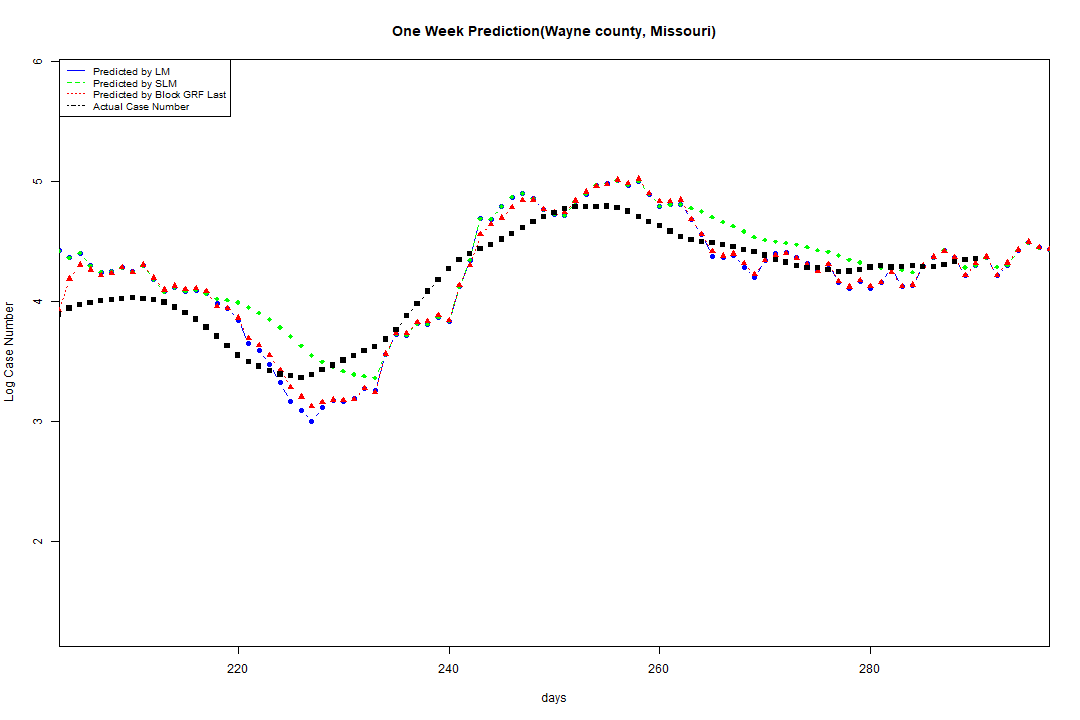 One Week Prediction(Wayne county, Missouri)
Predicted by LM
Predicted by SLM
Predicted by Block GRF Last
Actual Case Number
6
5
4
3
2
Log Case Number
220
240
260
280
days